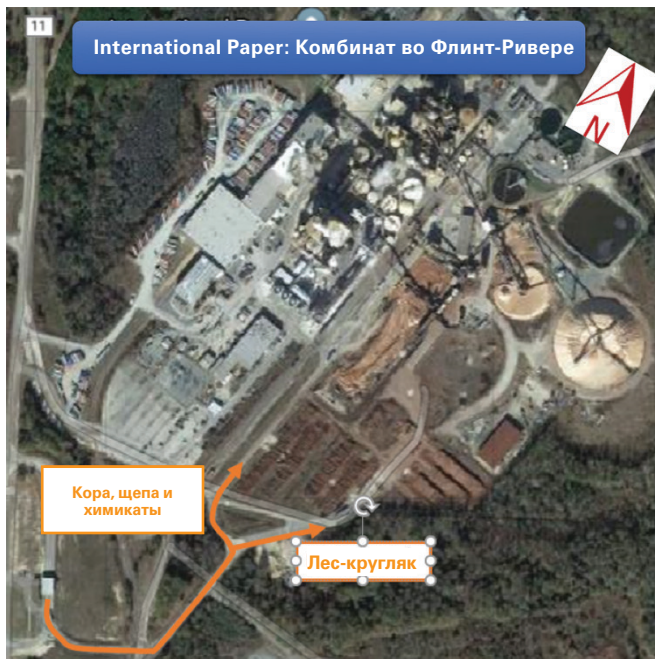 11
International Paper: Комбинат во Флинт-Ривере
N
Кора, щепа и
химикаты
Лес-кругляк